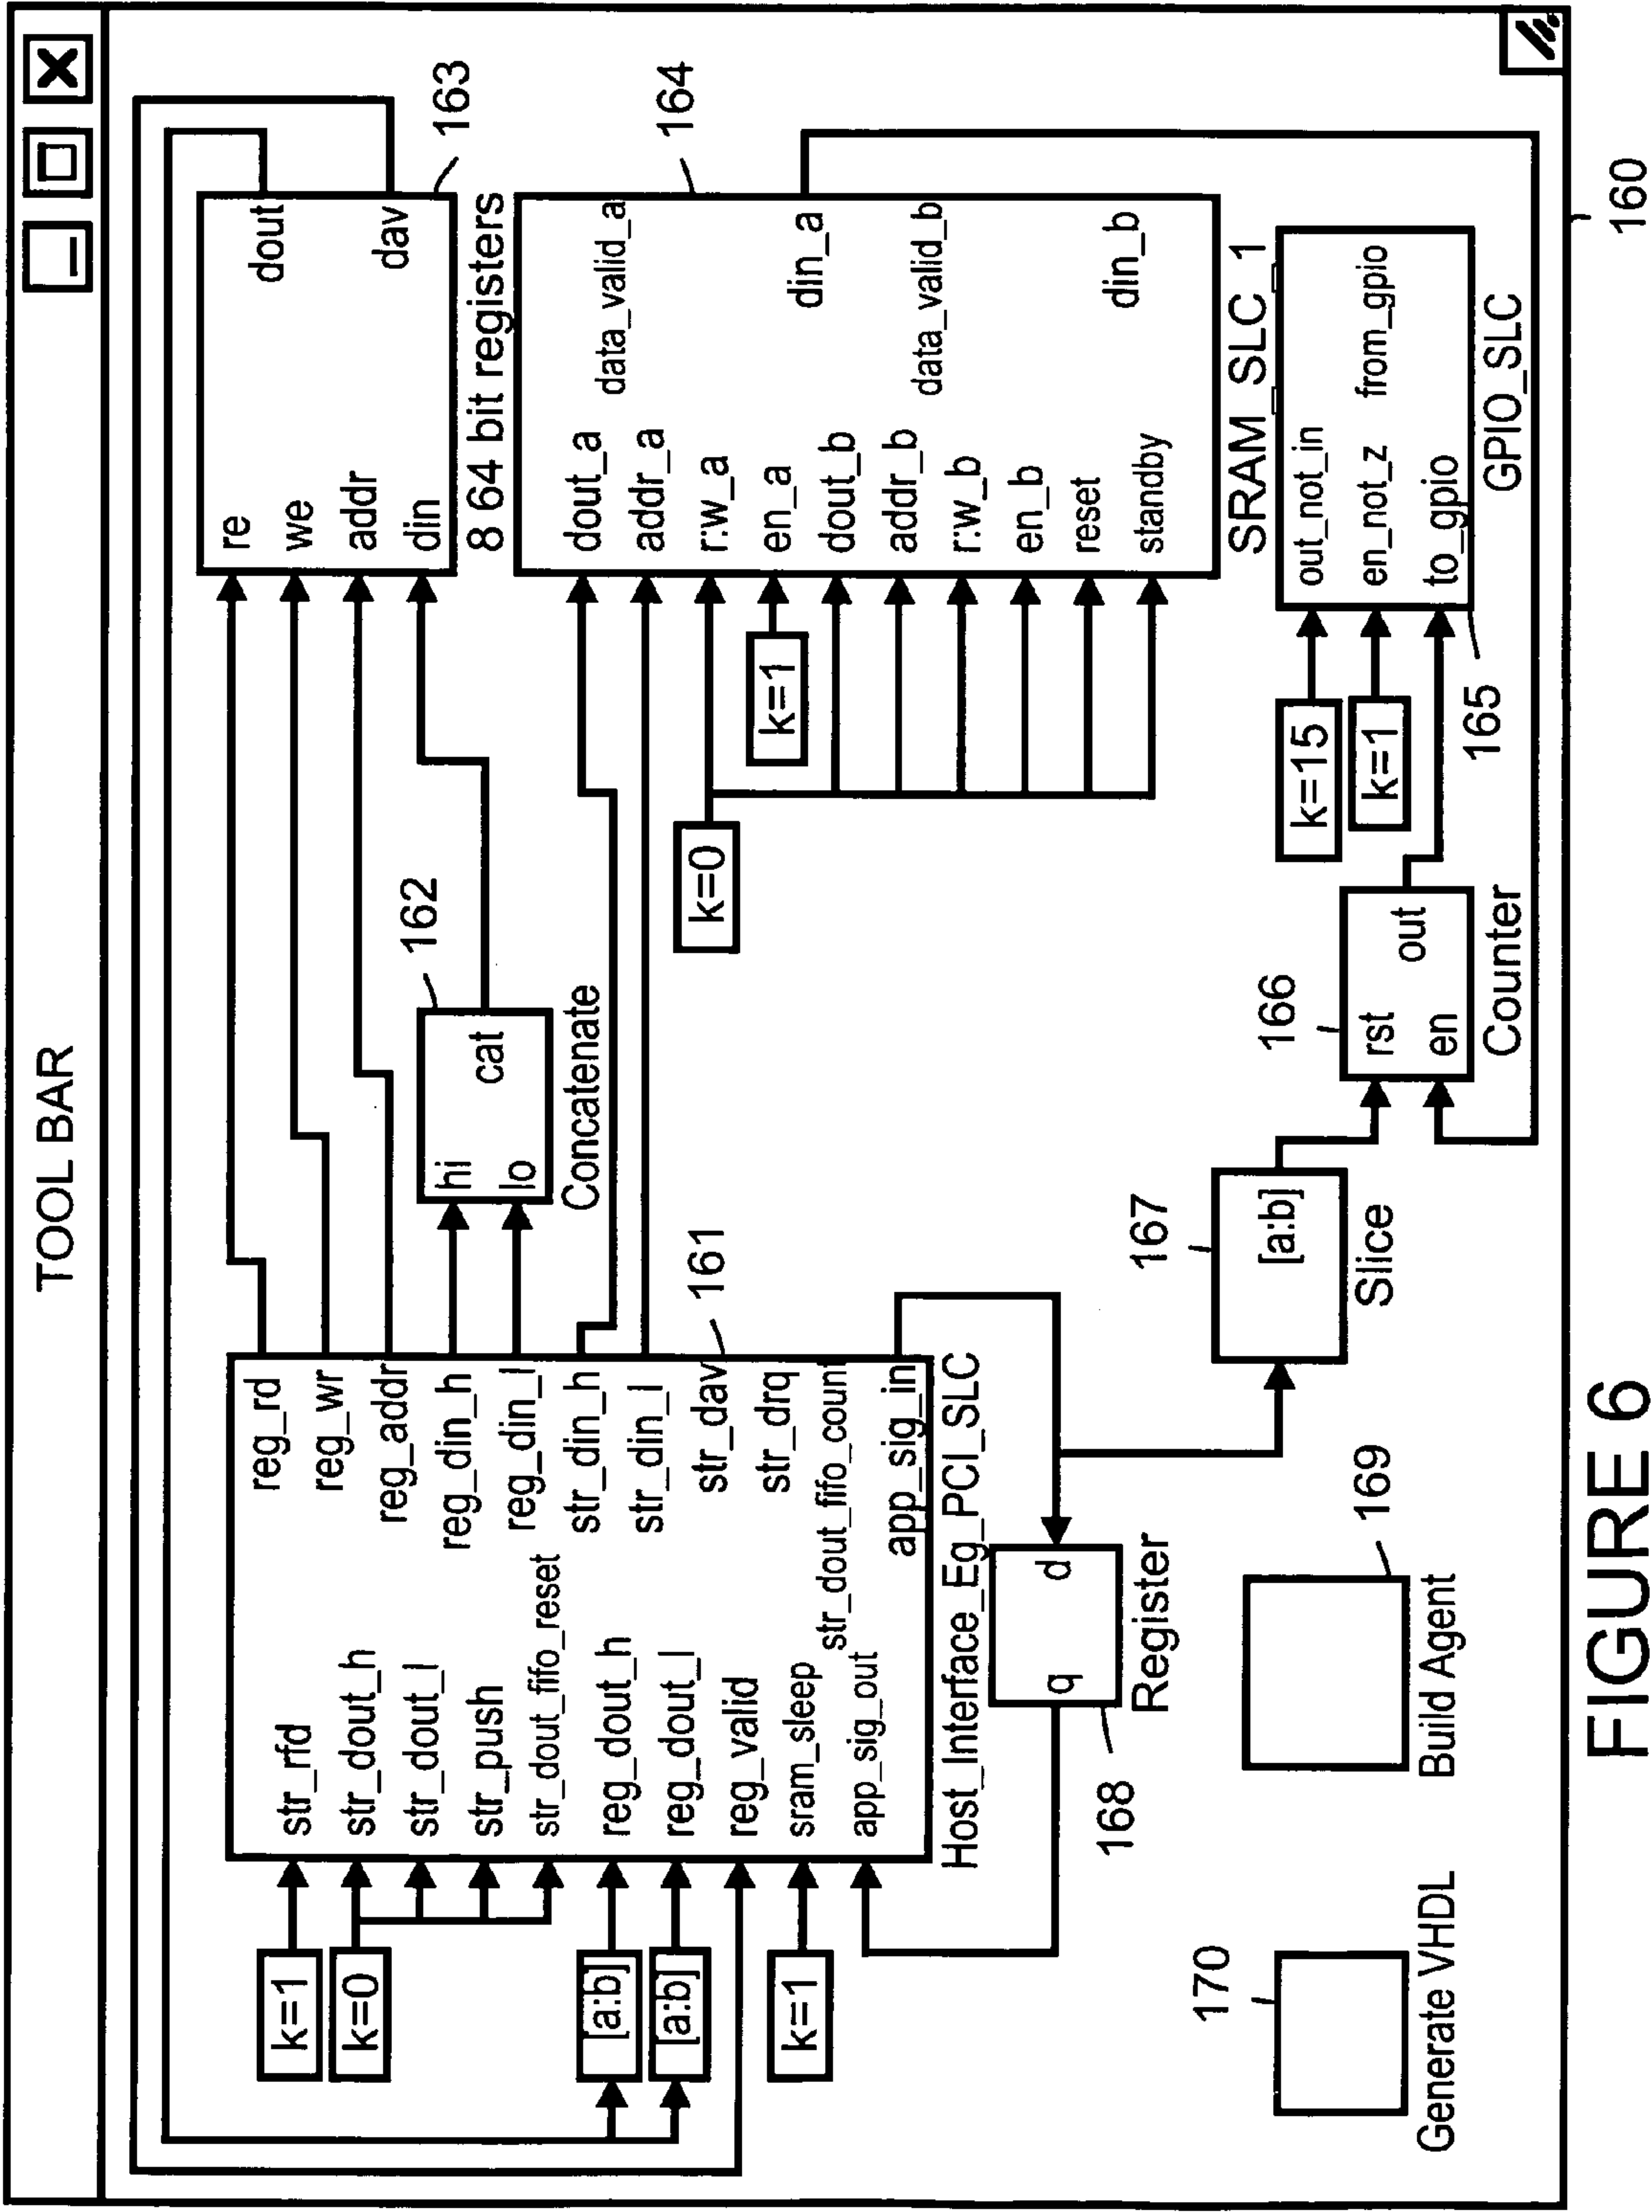 TOOL BAR
k=1
k=0
[a:b]
[a:b]
k=1
str_rfd
str_dout_h
str_dout_l
str_push
str_dout_fifo_reset
reg_dout_h
reg_dout_l
reg_valid
sram_sleep
app_sig_out
reg_rd
reg_wr
reg_addr
reg_din_h
reg_din_l
str_din_h
str_din_l
str_dav
str_drq
str_dout_fifo_count
app_sig_in
Host_Interface_Eg_PCI_SLC
161
hi
lo
cat
Concatenate
162
re
we
addr
din
dout
dav
8 64 bit registers
163
k=0
k=1
dout_a
addr_a
r:w_a
en_a
dout_b
addr_b
r:w_b
en_b
reset
standby
data_valid_a
din_a
data_valid_b
din_b
SRAM_SLC_1
164
q
d
Register
168
[a:b]
Slice
167
rst
en
out
Counter
166
k=15
k=1
out_not_in
en_not_z
to_gpio
from_gpio
GPIO_SLC
165
Generate VHDL
170
Build Agent
169
160
FIGURE 6